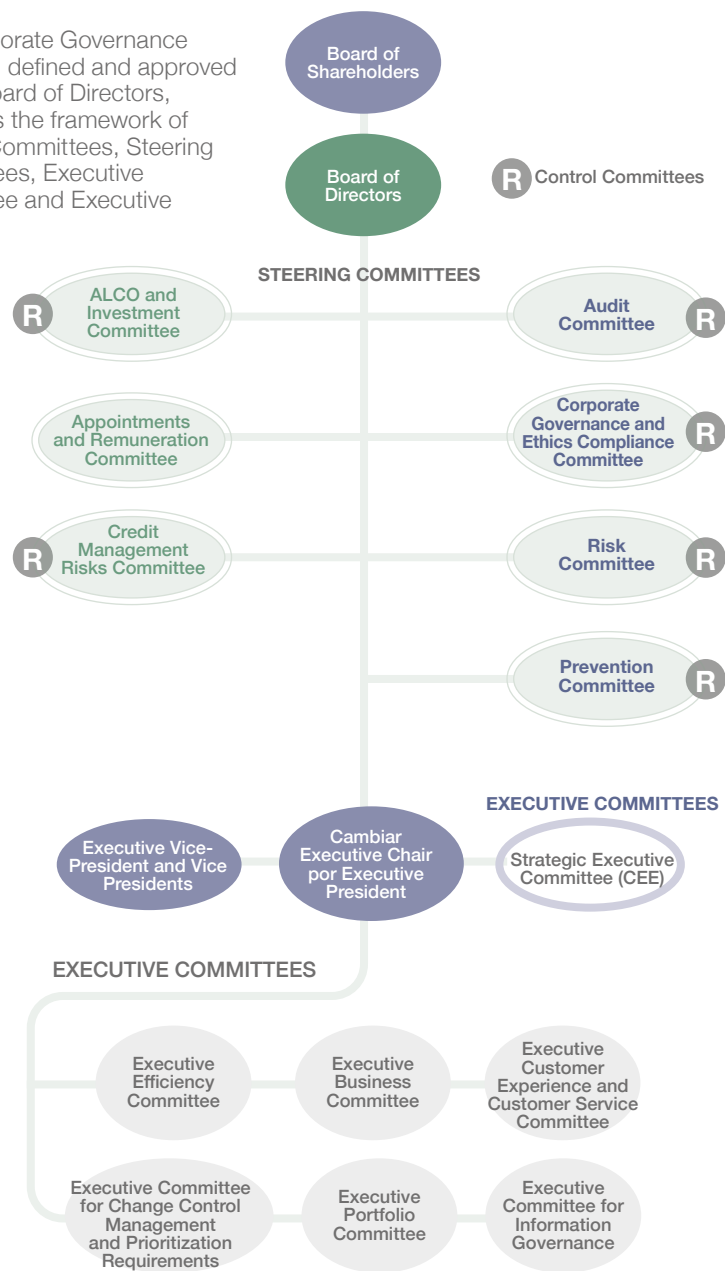 orate Governance
defined and approved
oard of Directors,
s the framework of
ommittees, Steering
ees, Executive
ee and Executive
Board of
Shareholders
Board of
Directors
R Control Committees
STEERING COMMITTEES
R
ALCO and
Investment
Committee
Audit
Committee
R
Appointments
and Remuneration
Committee
Corporate
Governance and
Ethics Compliance
Committee
R
R
Credit
Management
Risks Committee
Risk
Committee
R
Prevention
Committee
R
EXECUTIVE COMMITTEES
Executive Vice-
President and Vice
Presidents
Cambiar
Executive Chair
por Executive
President
Strategic Executive
Committee (CEE)
EXECUTIVE COMMITTEES
Executive
Efficiency
Committee
Executive
Business
Committee
Executive
Customer
Experience and
Customer Service
Committee
Executive Committee
for Change Control
Management
and Prioritization
Requirements
Executive
Portfolio
Committee
Executive
Committee for
Information
Governance